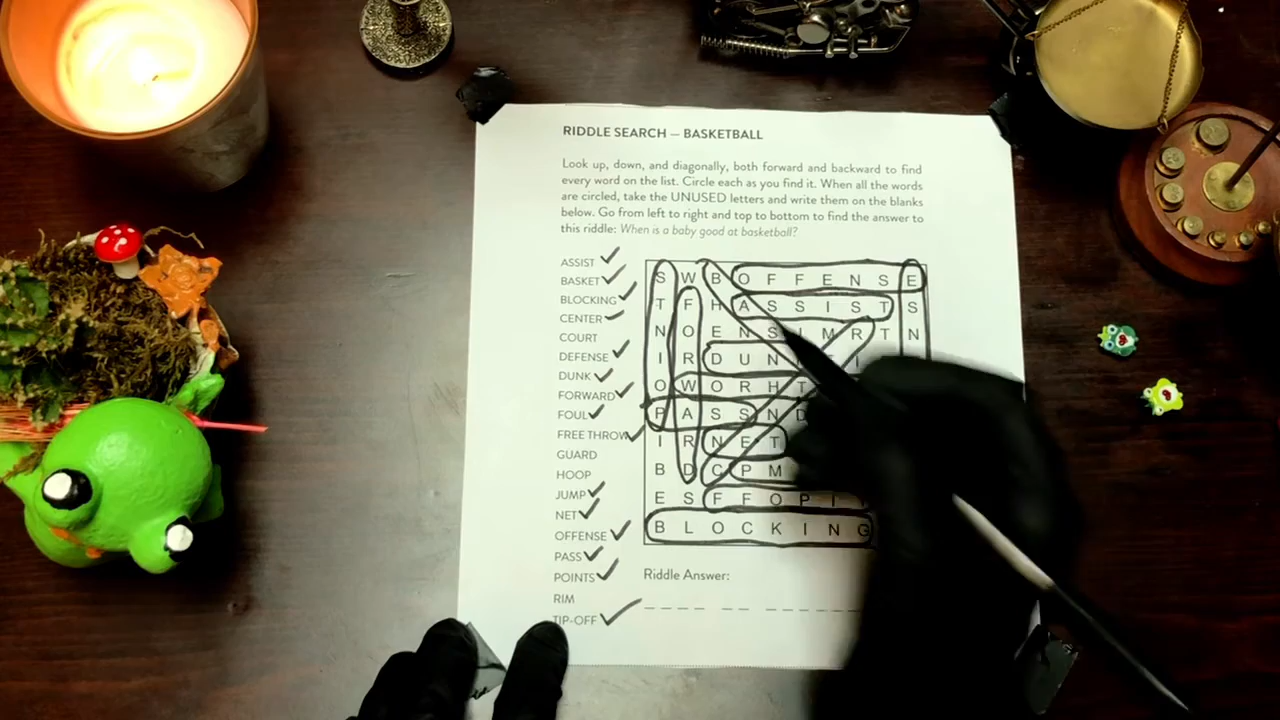 RIDDLE SEARCH — BASKETBALL
Look up, down, and diagonally, both forward and backward to find
every word on the list. Circle each as you find it. When all the words
are circled, take the UNUSED letters and write them on the blanks
below. Go from left to right and top to bottom to find the answer to
this riddle: When is a baby good at basketball?
ASSIST
BASKET
BLOCKING
CENTER
COURT
DEFENSE
DUNK
FORWARD
FOUL
FREE THROW
GUARD
HOOP
JUMP
NET
OFFENSE
PASS
POINTS
RIM
TIP-OFF
S W B O F F E N S E
T F H A S S I S T S
N O E N S I M R T N
I R D U N
O W O R H T
P A S S N D
I R N E T
B D C P M
E S F F O P I T
B L O C K I N G
Riddle Answer: